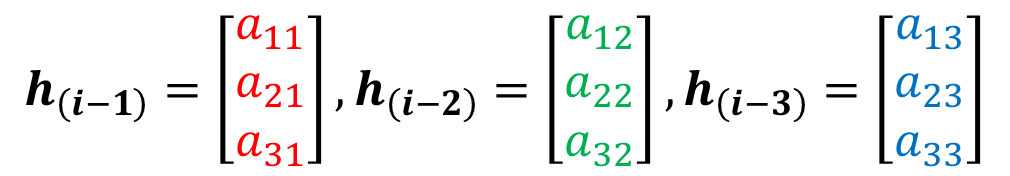 𝒉₍ᵢ₋₁₎ = [a₁₁ a₂₁ a₃₁], 𝒉₍ᵢ₋₂₎ = [a₁₂ a₂₂ a₃₂], 𝒉₍ᵢ₋₃₎ = [a₁₃ a₂₃ a₃₃]